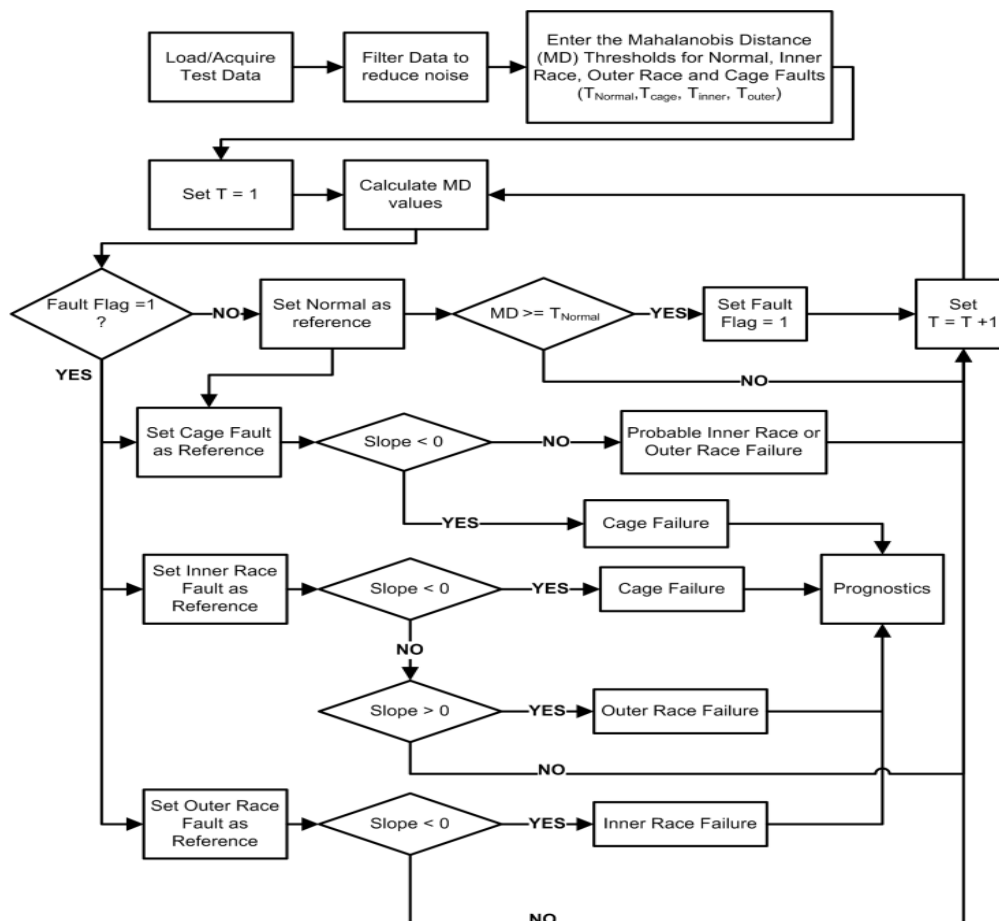 Load/Acquire
Test Data
Filter Data to
reduce noise
Enter the Mahalanobis Distance
(MD) Thresholds for Normal, Inner
Race, Outer Race and Cage Faults
(TNormal,Tcage, Tinner, Touter)
Set T = 1
Calculate MD
values
Fault Flag =1
?
NO
Set Normal as
reference
MD >= TNormal
YES
Set Fault
Flag = 1
Set
T = T +1
YES
NO
Set Cage Fault
as Reference
Slope < 0
NO
Probable Inner Race or
Outer Race Failure
YES
Cage Failure
Set Inner Race
Fault as
Reference
Slope < 0
YES
Cage Failure
Prognostics
NO
Slope > 0
YES
Outer Race Failure
NO
Set Outer Race
Fault as
Reference
Slope < 0
YES
Inner Race Failure
NO